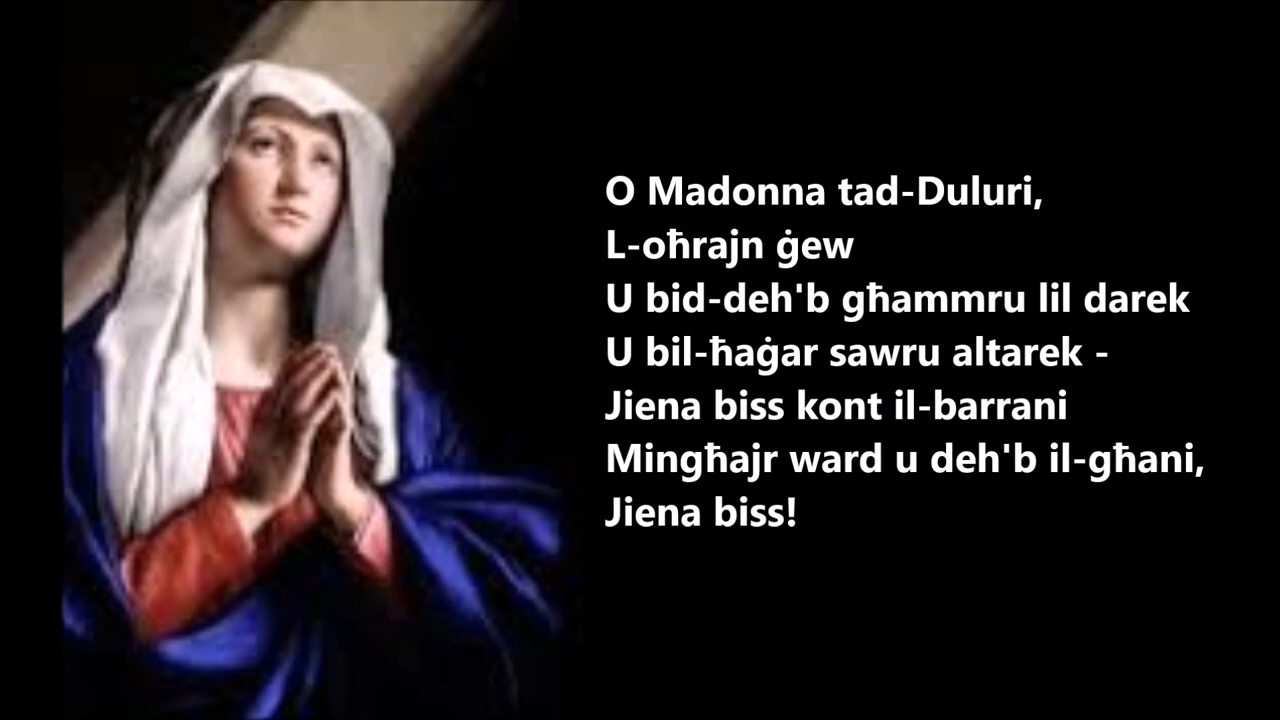 O Madonna tad-Duluri,
L-oħrajn ġew
U bid-deh'b għammru lil darek
U bil-ħaġar sawru altarek -
Jiena biss kont il-barrani
Mingħajr ward u deh'b il-għani,
Jiena biss!